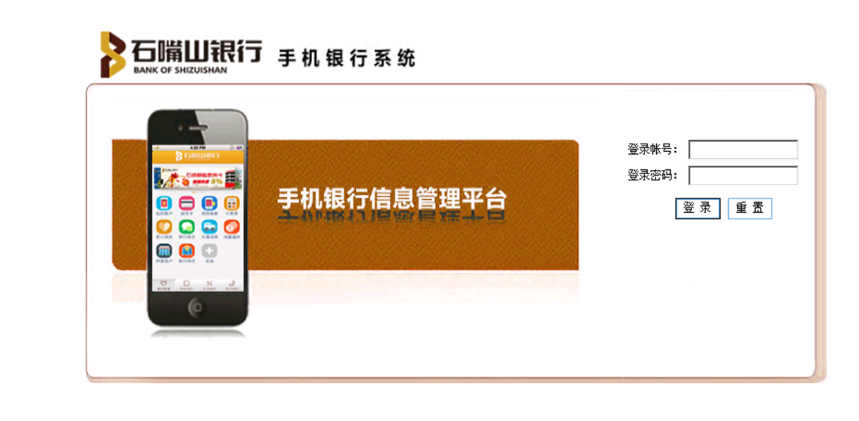 石嘴山银行
BANK OF SHIZUISHAN
手机银行系统
手机银行信息管理平台
登录帐号：
登录密码：
登 录
重 置